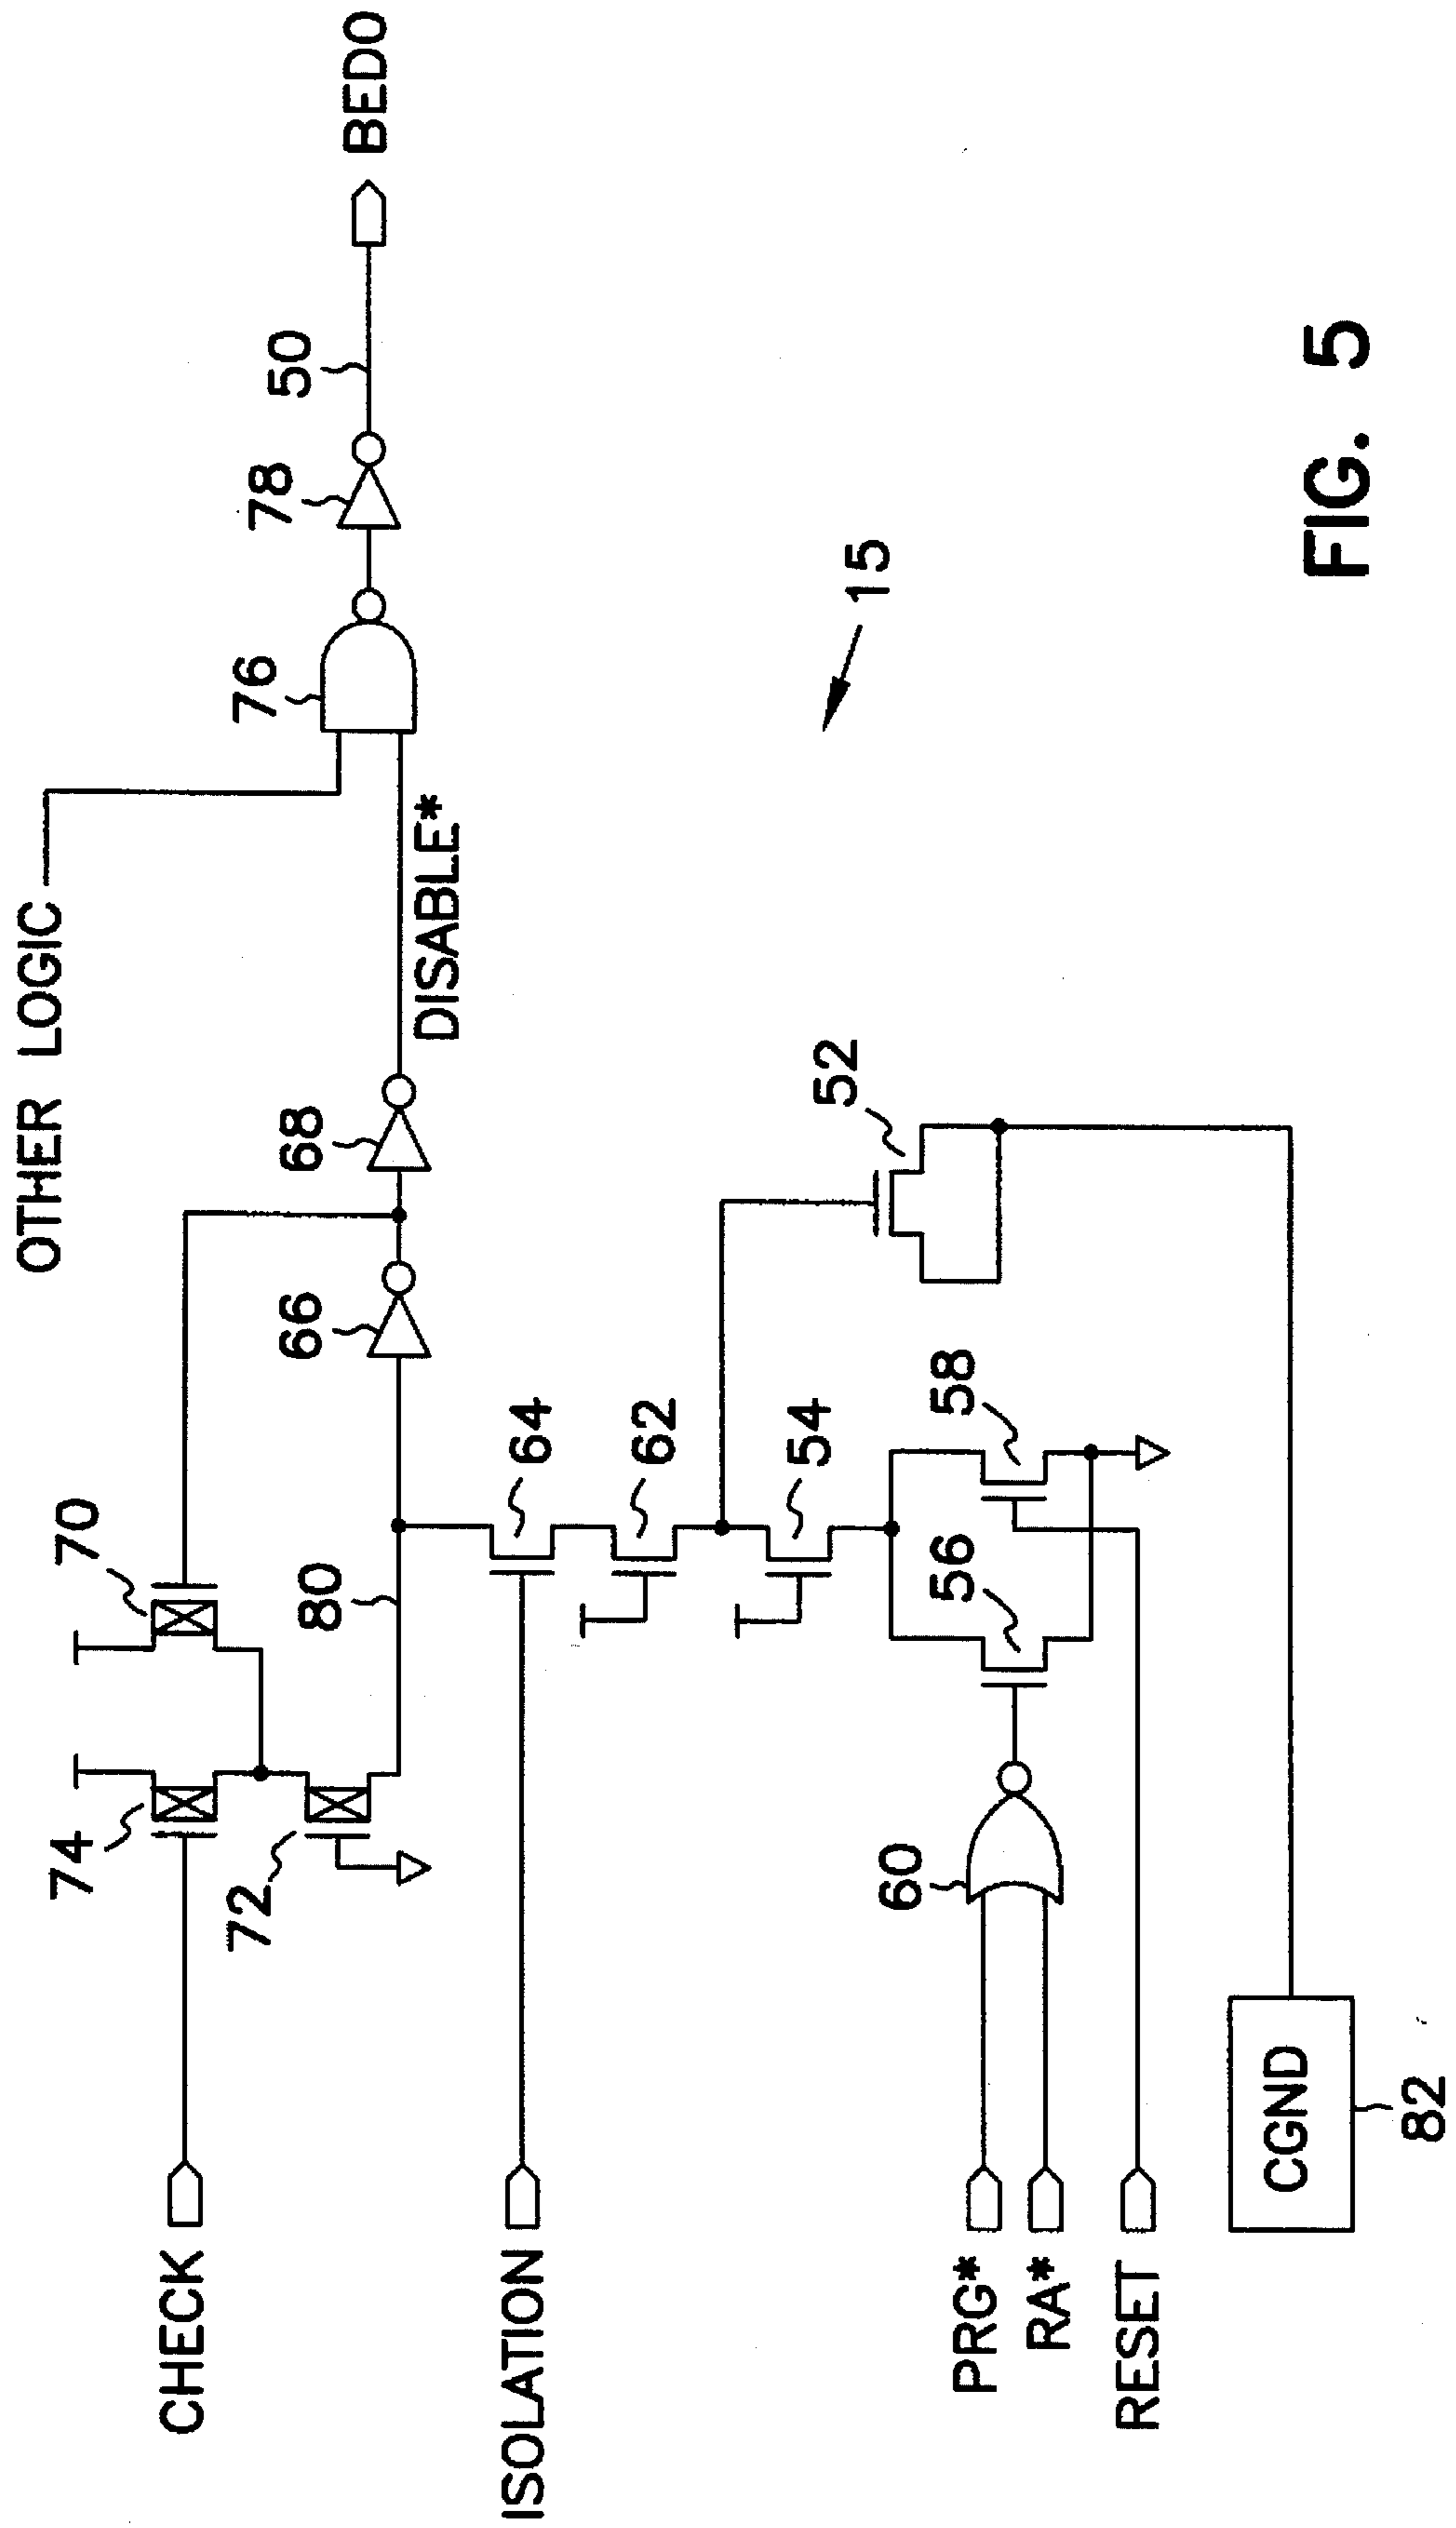 OTHER LOGIC
CHECK
74
70
72
80
66
68
DISABLE*
76
78
50
BEDO
ISOLATION
64
62
54
52
15
PRG*
RA*
RESET
60
56
58
CGND
82
FIG. 5